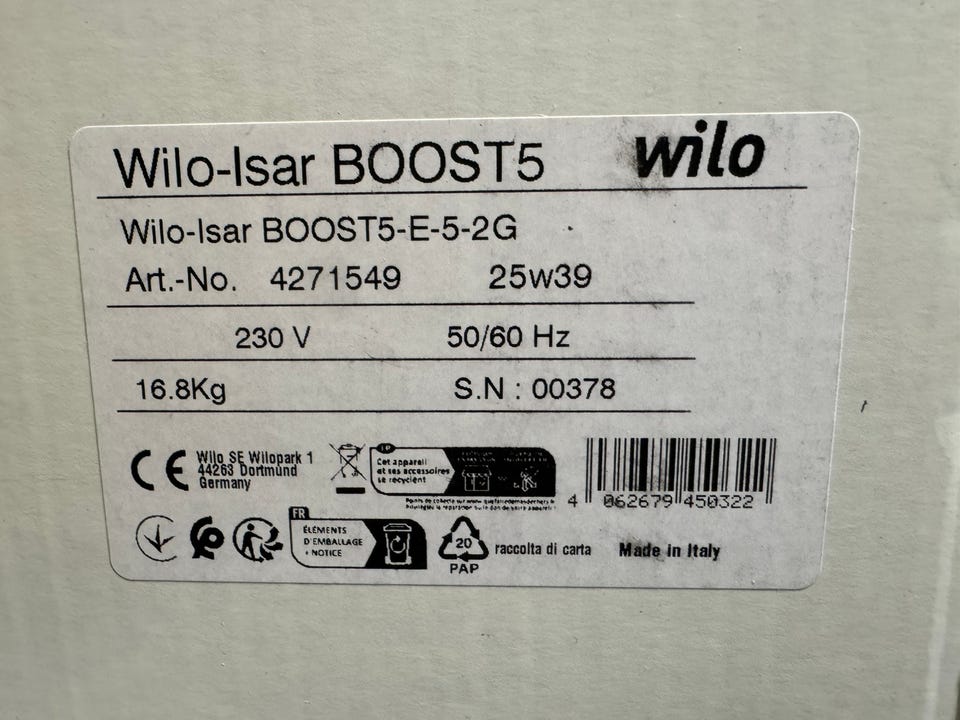 Wilo-Isar BOOST5 wilo
Wilo-Isar BOOST5-E-5-2G
Art.-No. 4271549 25w39
230 V 50/60 Hz
16.8Kg S.N : 00378
CE
Wilo SE Wilopark 1
44263 Dortmund
Germany
FR
Cet appareil
et ses accessoires
se recyclent
4 062679 450322
FR
ÉLÉMENTS
D'EMBALLAGE
+ NOTICE
20
PAP
raccolta di carta
Made in Italy